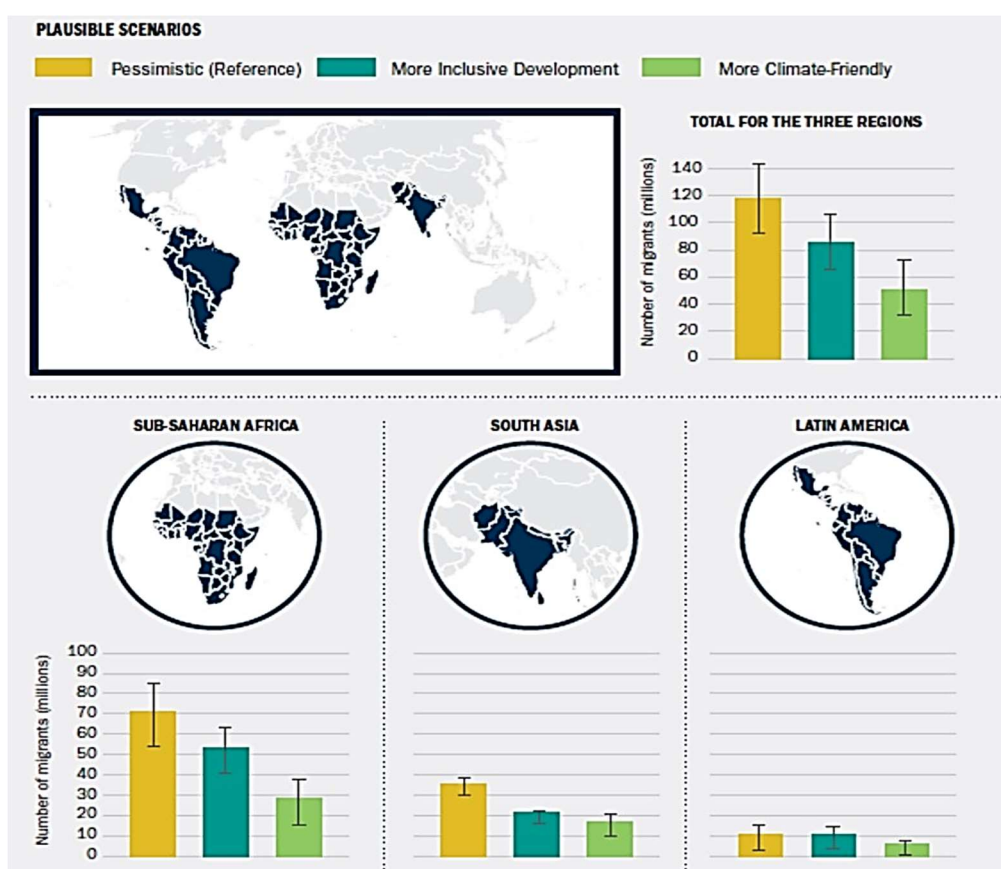 PLAUSIBLE SCENARIOS
Pessimistic (Reference) More Inclusive Development More Climate-Friendly
TOTAL FOR THE THREE REGIONS
Number of migrants (millions)
140
120
100
80
60
40
20
0
SUB-SAHARAN AFRICA
SOUTH ASIA
LATIN AMERICA
Number of migrants (millions)
100
90
80
70
60
50
40
30
20
10
0